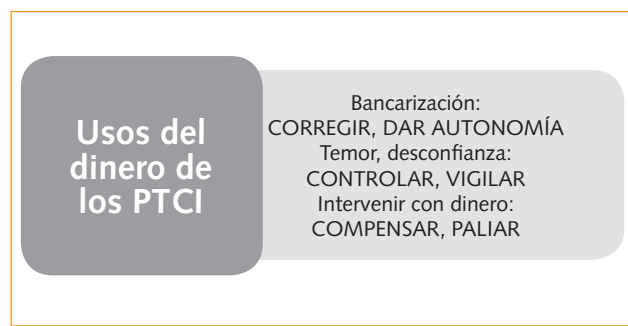 Usos del
dinero de
los PTCI
Bancarización:
CORREGIR, DAR AUTONOMÍA
Temor, desconfianza:
CONTROLAR, VIGILAR
Intervenir con dinero:
COMPENSAR, PALIAR